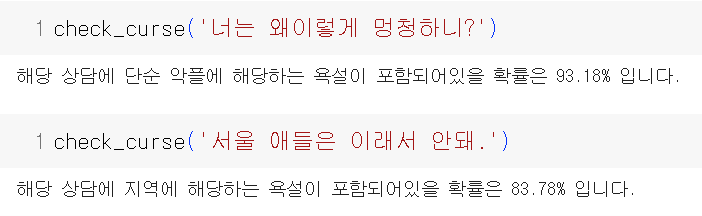 1 check_curse('너는 왜이렇게 멍청하니?')
해당 상담에 단순 악플에 해당하는 욕설이 포함되어있을 확률은 93.18% 입니다.
1 check_curse('서울 애들은 이래서 안돼.')
해당 상담에 지역에 해당하는 욕설이 포함되어있을 확률은 83.78% 입니다.